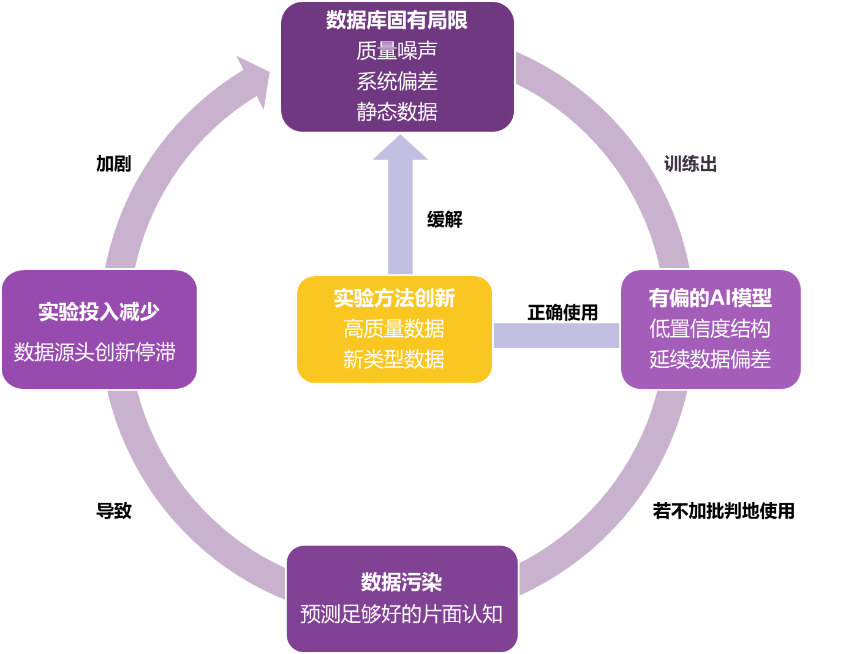 数据库固有局限
质量噪声
系统偏差
静态数据
加剧
训练出
缓解
实验投入减少
数据源头创新停滞
实验方法创新
高质量数据
新类型数据
正确使用
有偏的AI模型
低置信度结构
延续数据偏差
导致
若不加批判地使用
数据污染
预测足够好的片面认知